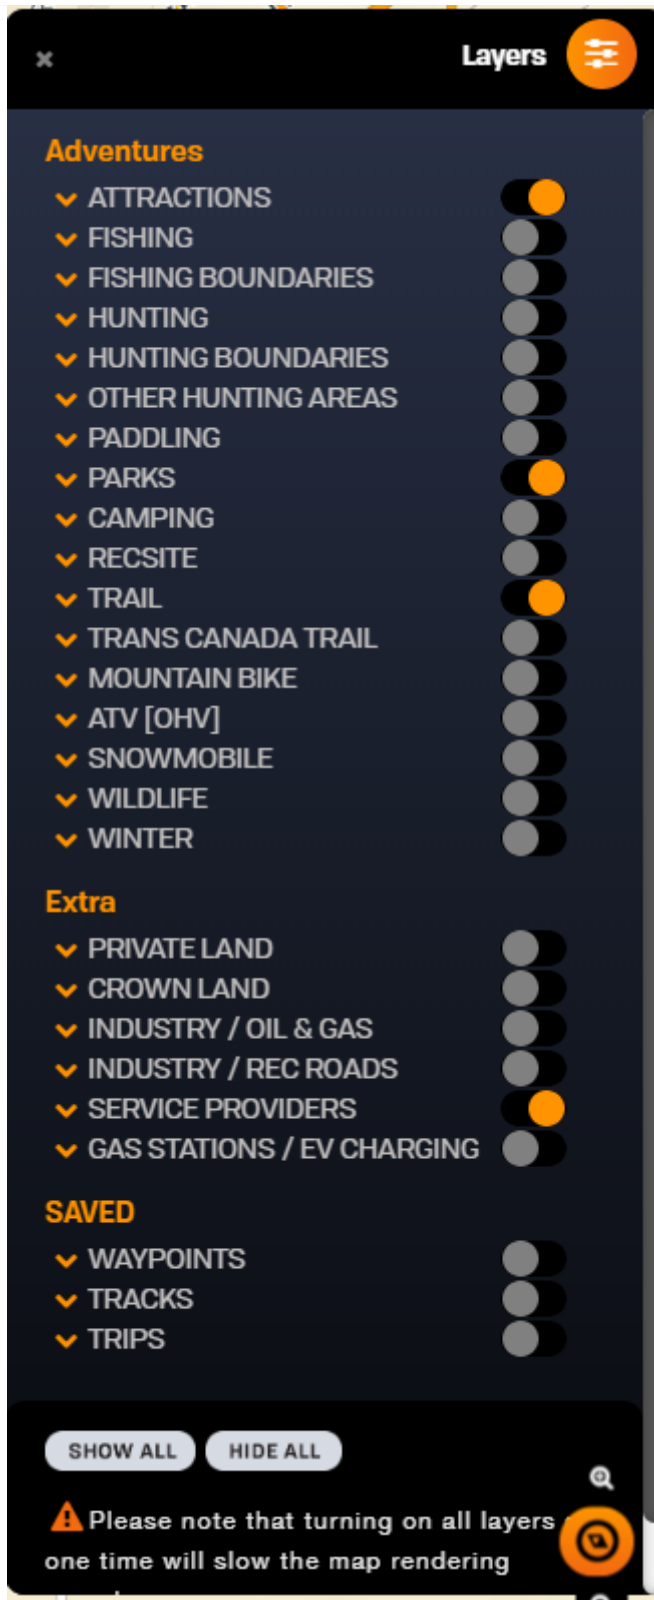 Layers
Adventures
ATTRACTIONS
FISHING
FISHING BOUNDARIES
HUNTING
HUNTING BOUNDARIES
OTHER HUNTING AREAS
PADDLING
PARKS
CAMPING
RECSITE
TRAIL
TRANS CANADA TRAIL
MOUNTAIN BIKE
ATV [OHV]
SNOWMOBILE
WILDLIFE
WINTER
Extra
PRIVATE LAND
CROWN LAND
INDUSTRY / OIL & GAS
INDUSTRY / REC ROADS
SERVICE PROVIDERS
GAS STATIONS / EV CHARGING
SAVED
WAYPOINTS
TRACKS
TRIPS
SHOW ALL HIDE ALL
Please note that turning on all layers
one time will slow the map rendering